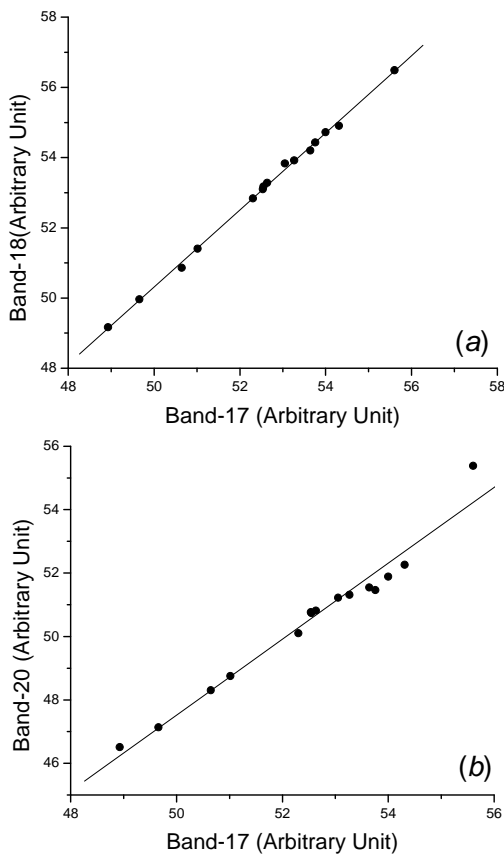 58
56
54
52
50
48
Band-18(Arbitrary Unit)
(a)
48 50 52 54 56 58
Band-17 (Arbitrary Unit)
56
54
52
50
48
46
Band-20 (Arbitrary Unit)
(b)
48 50 52 54 56
Band-17 (Arbitrary Unit)